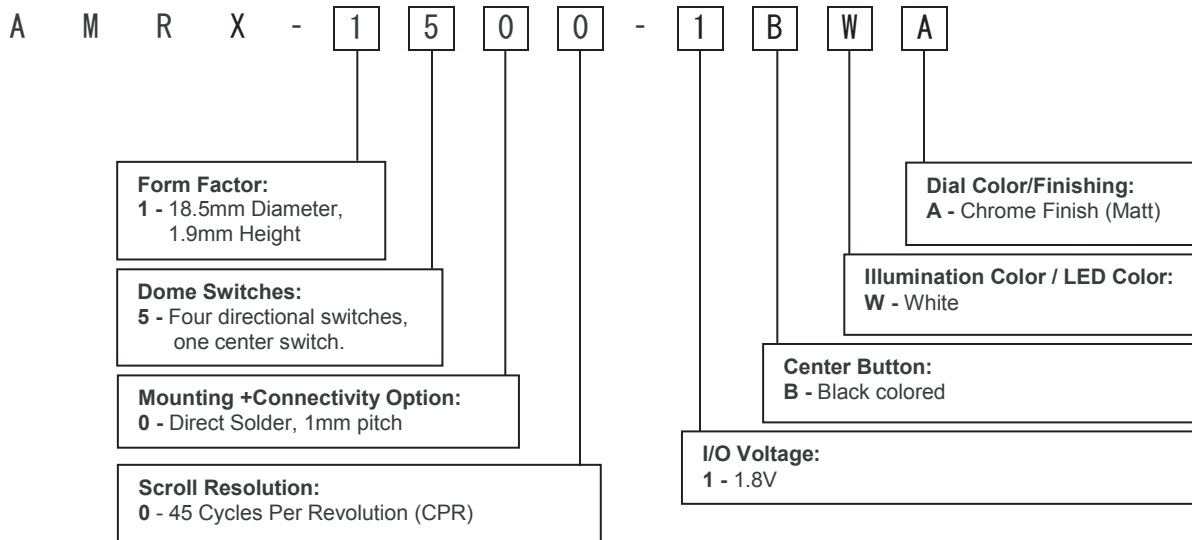 A M R X - 1 5 0 0 - 1 B W A
Form Factor:
1 - 18.5mm Diameter,
1.9mm Height
Dome Switches:
5 - Four directional switches,
one center switch.
Mounting +Connectivity Option:
0 - Direct Solder, 1mm pitch
Scroll Resolution:
0 - 45 Cycles Per Revolution (CPR)
Dial Color/Finishing:
A - Chrome Finish (Matt)
Illumination Color / LED Color:
W - White
Center Button:
B - Black colored
I/O Voltage:
1 - 1.8V